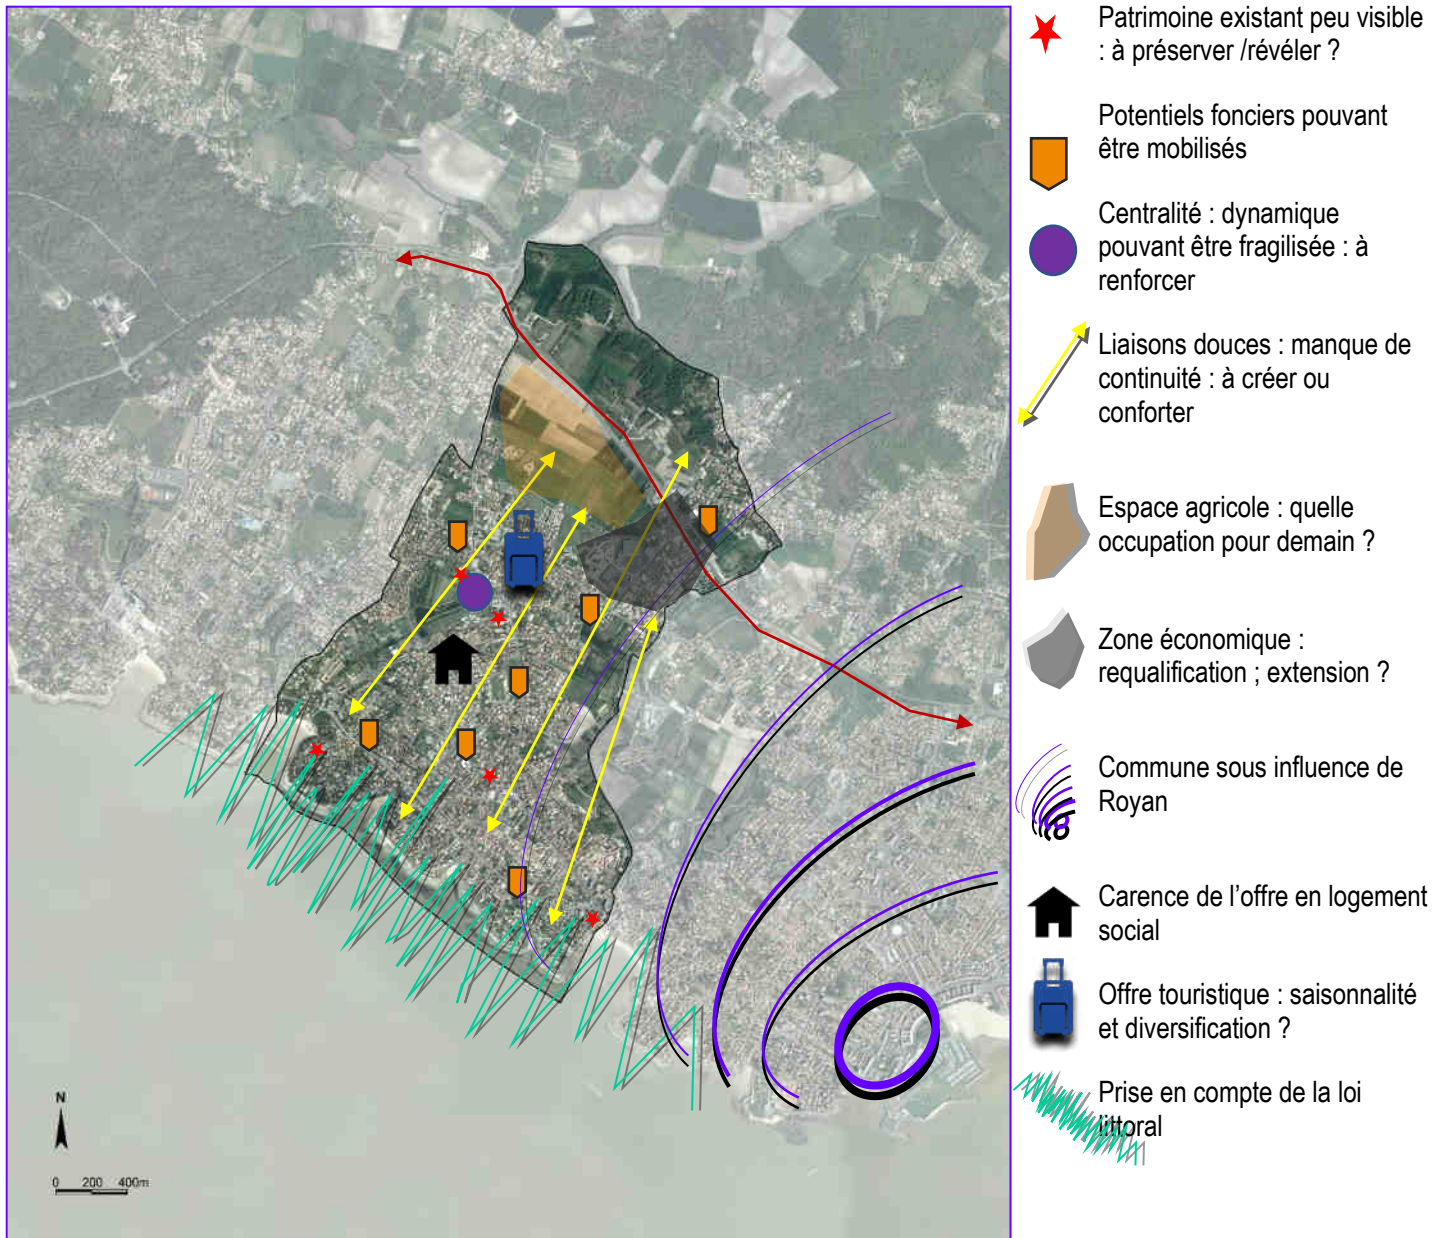 Patrimoine existant peu visible
: à préserver /révéler ?
Potentiels fonciers pouvant
être mobilisés
Centralité : dynamique
pouvant être fragilisée : à
renforcer
Liaisons douces : manque de
continuité : à créer ou
conforter
Espace agricole : quelle
occupation pour demain ?
Zone économique :
requalification ; extension ?
Commune sous influence de
Royan
Carence de l’offre en logement
social
Offre touristique : saisonnalité
et diversification ?
Prise en compte de la loi
littoral
N
0 200 400m